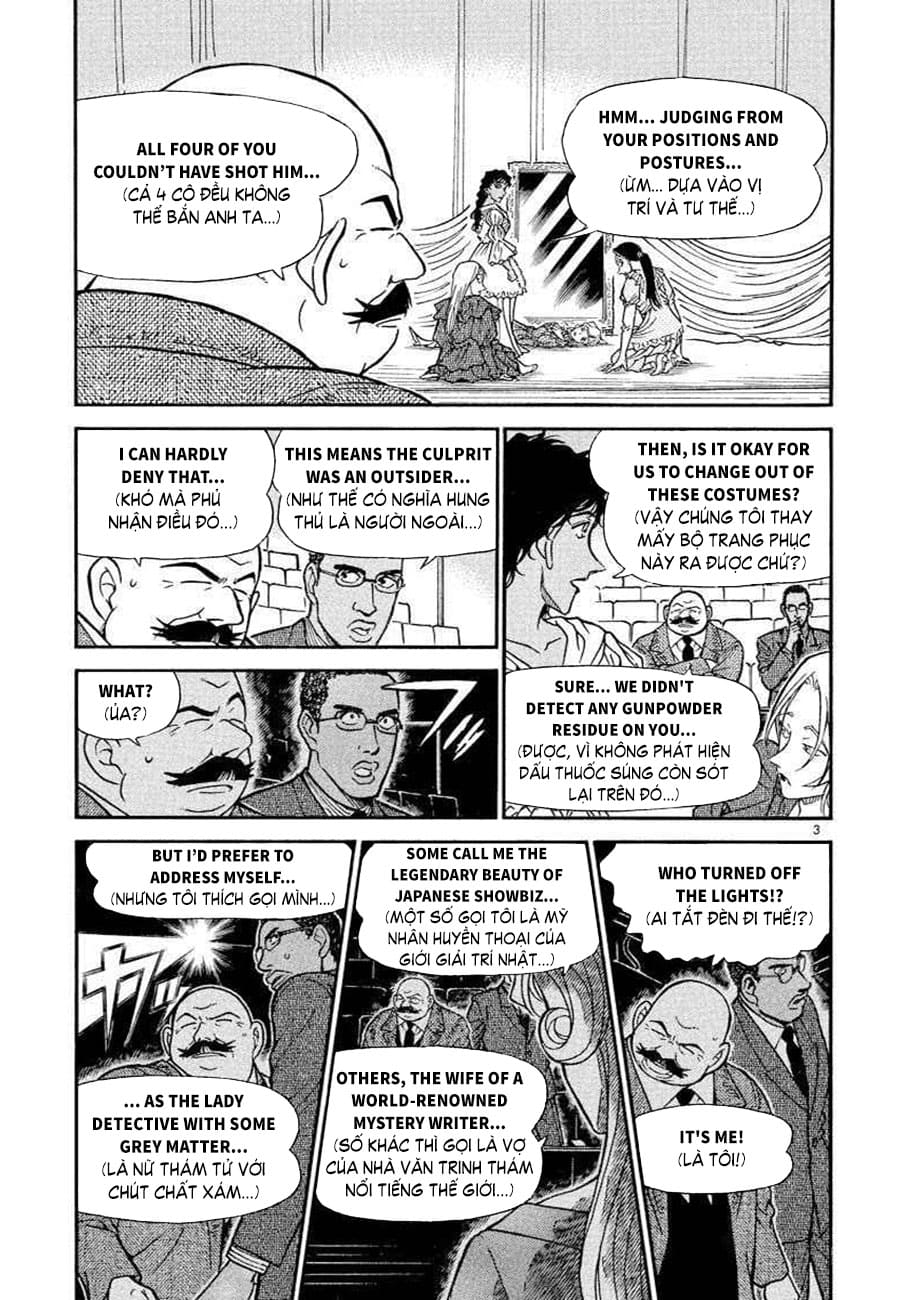 HMM... JUDGING FROM
YOUR POSITIONS AND
POSTURES...
(ỪM... DỰA VÀO VỊ
TRÍ VÀ TƯ THẾ...)
ALL FOUR OF YOU
COULDN'T HAVE SHOT HIM...
(CẢ 4 CÔ ĐỀU KHÔNG
THỂ BẮN ANH TA...)
THEN, IS IT OKAY FOR
US TO CHANGE OUT OF
THESE COSTUMES?
(VẬY CHÚNG TÔI THAY
MẤY BỘ TRANG PHỤC
NÀY RA ĐƯỢC CHỨ?)
SURE... WE DIDN'T
DETECT ANY GUNPOWDER
RESIDUE ON YOU...
(ĐƯỢC, VÌ KHÔNG PHÁT HIỆN
DẤU THUỐC SÚNG CÒN SÓT
LẠI TRÊN ĐÓ...)
THIS MEANS THE CULPRIT
WAS AN OUTSIDER...
(NHƯ THẾ CÓ NGHĨA HUNG
THỦ LÀ NGƯỜI NGOÀI...)
I CAN HARDLY
DENY THAT...
(KHÓ MÀ PHỦ
NHẬN ĐIỀU ĐÓ...)
フッ
WHAT?
(ỦA?)
3
WHO TURNED OFF
THE LIGHTS!?
(AI TẮT ĐÈN ĐI THẾ!?)
IT'S ME!
(LÀ TÔI!)
SOME CALL ME THE
LEGENDARY BEAUTY OF
JAPANESE SHOWBIZ...
(MỘT SỐ GỌI TÔI LÀ MỸ
NHÂN HUYỀN THOẠI CỦA
GIỚI GIẢI TRÍ NHẬT...)
OTHERS, THE WIFE OF A
WORLD-RENOWNED
MYSTERY WRITER...
(SỐ KHÁC THÌ GỌI LÀ VỢ
CỦA NHÀ VĂN TRINH THÁM
NỔI TIẾNG THẾ GIỚI...)
BUT I'D PREFER TO
ADDRESS MYSELF...
(NHƯNG TÔI THÍCH GỌI MÌNH...)
カッ
... AS THE LADY
DETECTIVE WITH SOME
GREY MATTER...
(LÀ NỮ THÁM TỬ VỚI
CHÚT CHẤT XÁM...)